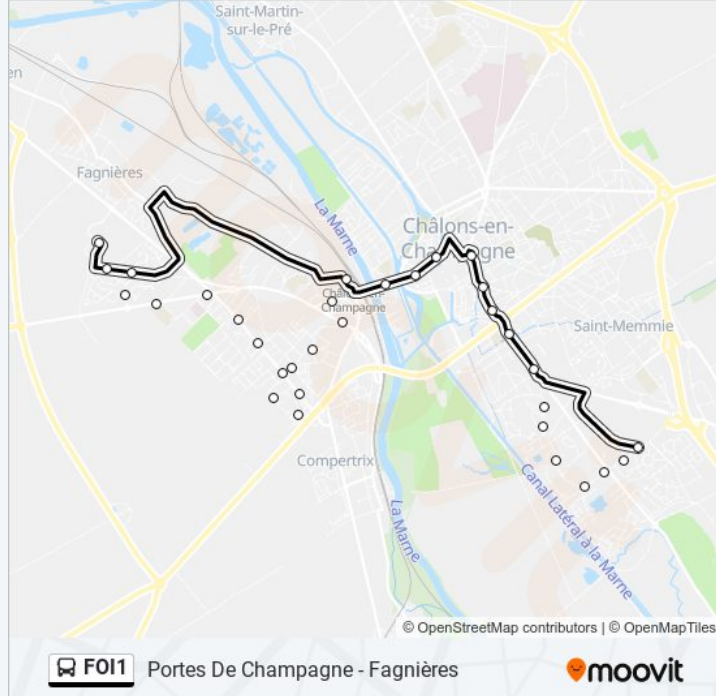 Saint-Martin-
sur-le-Pré
en
Fagnières
La Marne
Châlons-en-
Champagne
Châlons-en-
Champagne
Saint-Memmie
Compertrix
La Marne
Canal Latéral à la Marne
© OpenStreetMap contributors | © OpenMapTiles
FOI1 Portes De Champagne - Fagnières
moovit